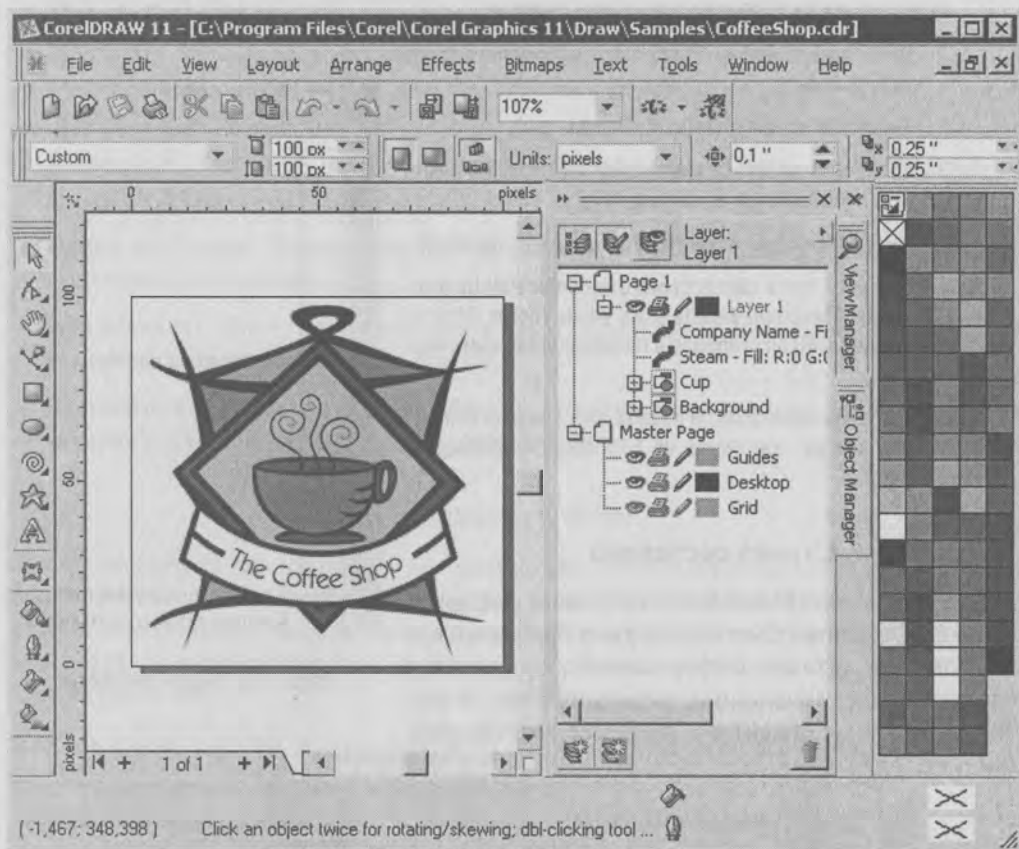 CorelDRAW 11 - [C:\Program Files\Corel\Corel Graphics 11\Draw\Samples\CoffeeShop.cdr]
File Edit View Layout Arrange Effects Bitmaps Text Tools Window Help
107%
Custom 100 px 100 px Units: pixels 0,1 " x 0.25 " y 0.25 "
0 50 pixels
Layer:
Layer 1
Page 1
Layer 1
Company Name - Fi
Steam - Fill: R:0 G:(
Cup
Background
Master Page
Guides
Desktop
Grid
View Manager
Object Manager
100
50
0
pixels
The Coffee Shop
1 of 1
( -1,467; 348,398 ) Click an object twice for rotating/skewing; dbl-clicking tool ...